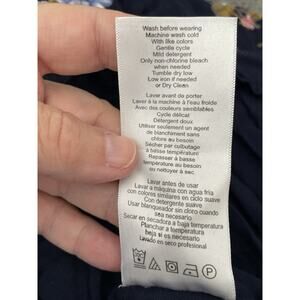 Wash before wearing
Machine wash cold
With like colors
Gentle cycle
Mild detergent
Only non-chlorine bleach
when needed
Tumble dry low
Low iron if needed
or Dry Clean
Laver avant de porter
Laver à la machine à l'eau froide
Avec des couleurs semblables
Cycle délicat
Détergent doux
Utiliser seulement un agent
de blanchiment sans
chlore au besoin
Sécher par culbutage
à basse température
Repasser à basse
température au besoin
ou nettoyer à sec
Lavar antes de usar
Lavar a máquina con agua fría
con colores similares en ciclo suave
Con detergente suave
Usar blanqueador sin cloro cuando
sea necesario
Secar en secadora a baja temperatura
Planchar a temperatura
baja si es necesario
Lavado en seco profesional
P